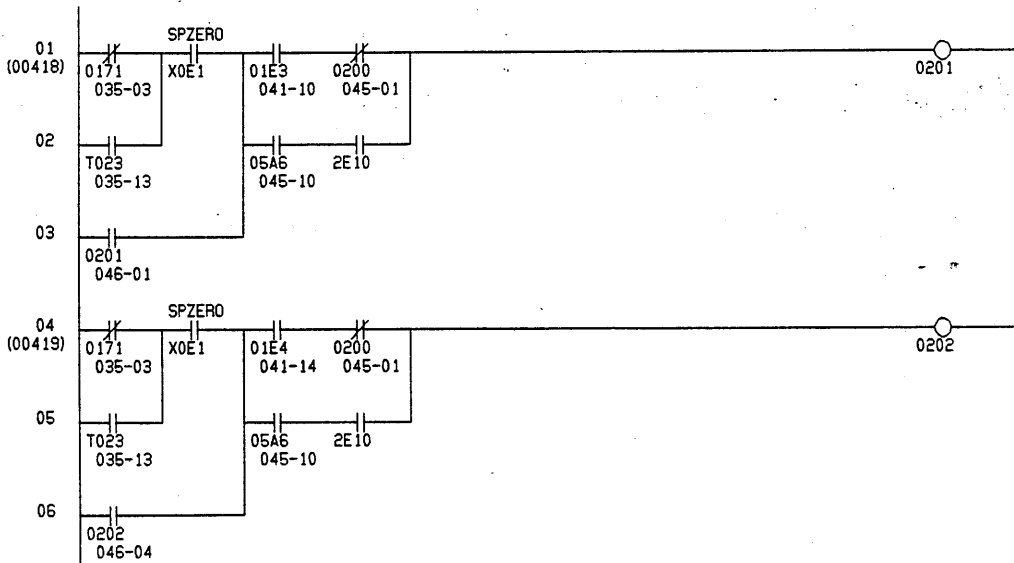 SPZERO
01
(00418)
0171 X0E1 01E3 0200 0201
035-03 041-10 045-01
02
T023 05A6 2E10
035-13 045-10
03
0201
046-01
SPZERO
04
(00419)
0171 X0E1 01E4 0200 0202
035-03 041-14 045-01
05
T023 05A6 2E10
035-13 045-10
06
0202
046-04